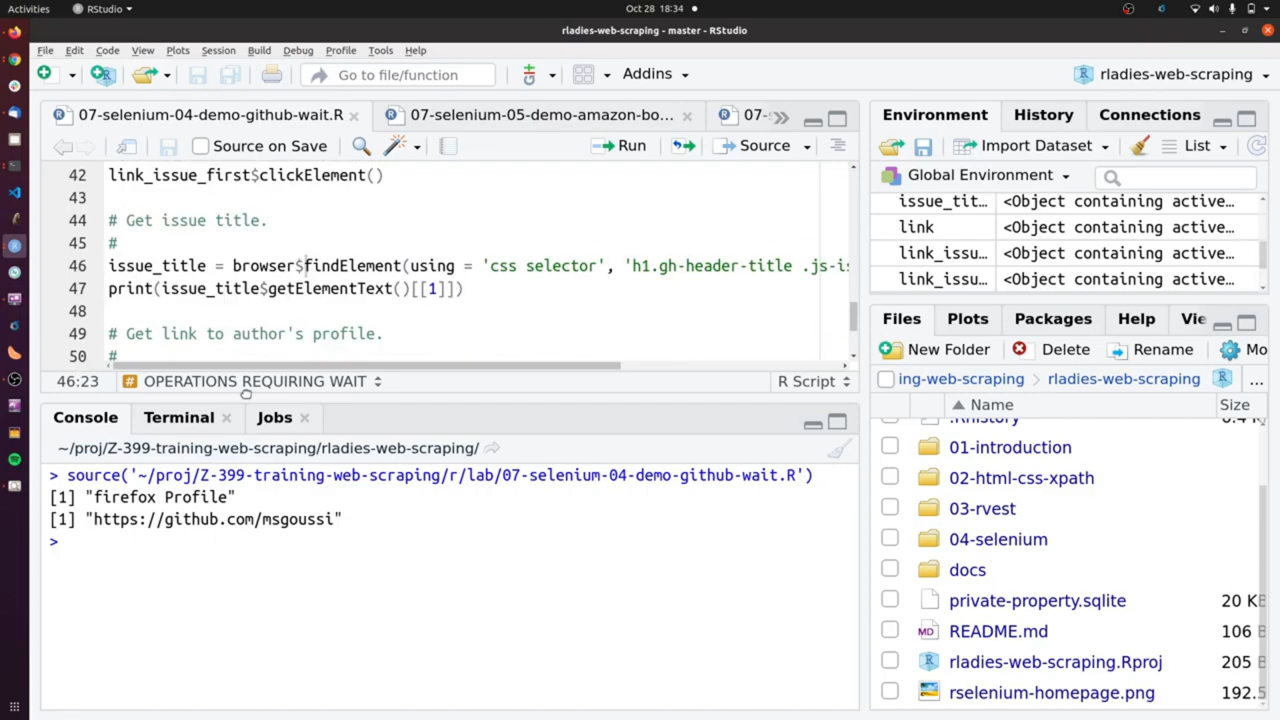 Activities RStudio Oct 28 18:34
rladies-web-scraping - master - RStudio
File Edit Code View Plots Session Build Debug Profile Tools Help
Go to file/function Addins rladies-web-scraping
07-selenium-04-demo-github-wait.R 07-selenium-05-demo-amazon-bo... 07-
Source on Save Run Source
42 link_issue_first$clickElement()
43
44 # Get issue title.
45 #
46 issue_title = browser$findElement(using = 'css selector', 'h1.gh-header-title .js-is
47 print(issue_title$getElementText()[[1]])
48
49 # Get link to author's profile.
50 #
46:23 # OPERATIONS REQUIRING WAIT R Script
Console Terminal Jobs
~/proj/Z-399-training-web-scraping/rladies-web-scraping/
> source('~/proj/Z-399-training-web-scraping/r/lab/07-selenium-04-demo-github-wait.R')
[1] "firefox Profile"
[1] "https://github.com/msgoussi"
>
Environment History Connections
Import Dataset List
Global Environment
issue_tit... <Object containing active...
link <Object containing active...
link_issu... <Object containing active...
link_issu... <Object containing active...
Files Plots Packages Help Vie
New Folder Delete Rename Mo
ing-web-scraping rladies-web-scraping ...
Name Size
.Rhistory 6.4 K
01-introduction
02-html-css-xpath
03-rvest
04-selenium
docs
private-property.sqlite 20 KB
MD README.md 106 B
rladies-web-scraping.Rproj 205 B
rselenium-homepage.png 192.5